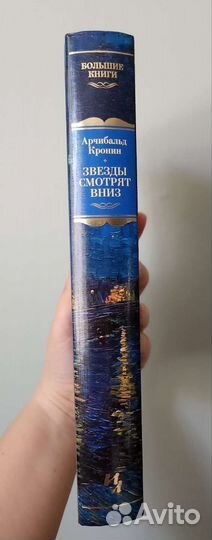 БОЛЬШИЕ
КНИГИ
Арчибальд
Кронин
ЗВЕЗДЫ
СМОТРЯТ
ВНИЗ
Avito